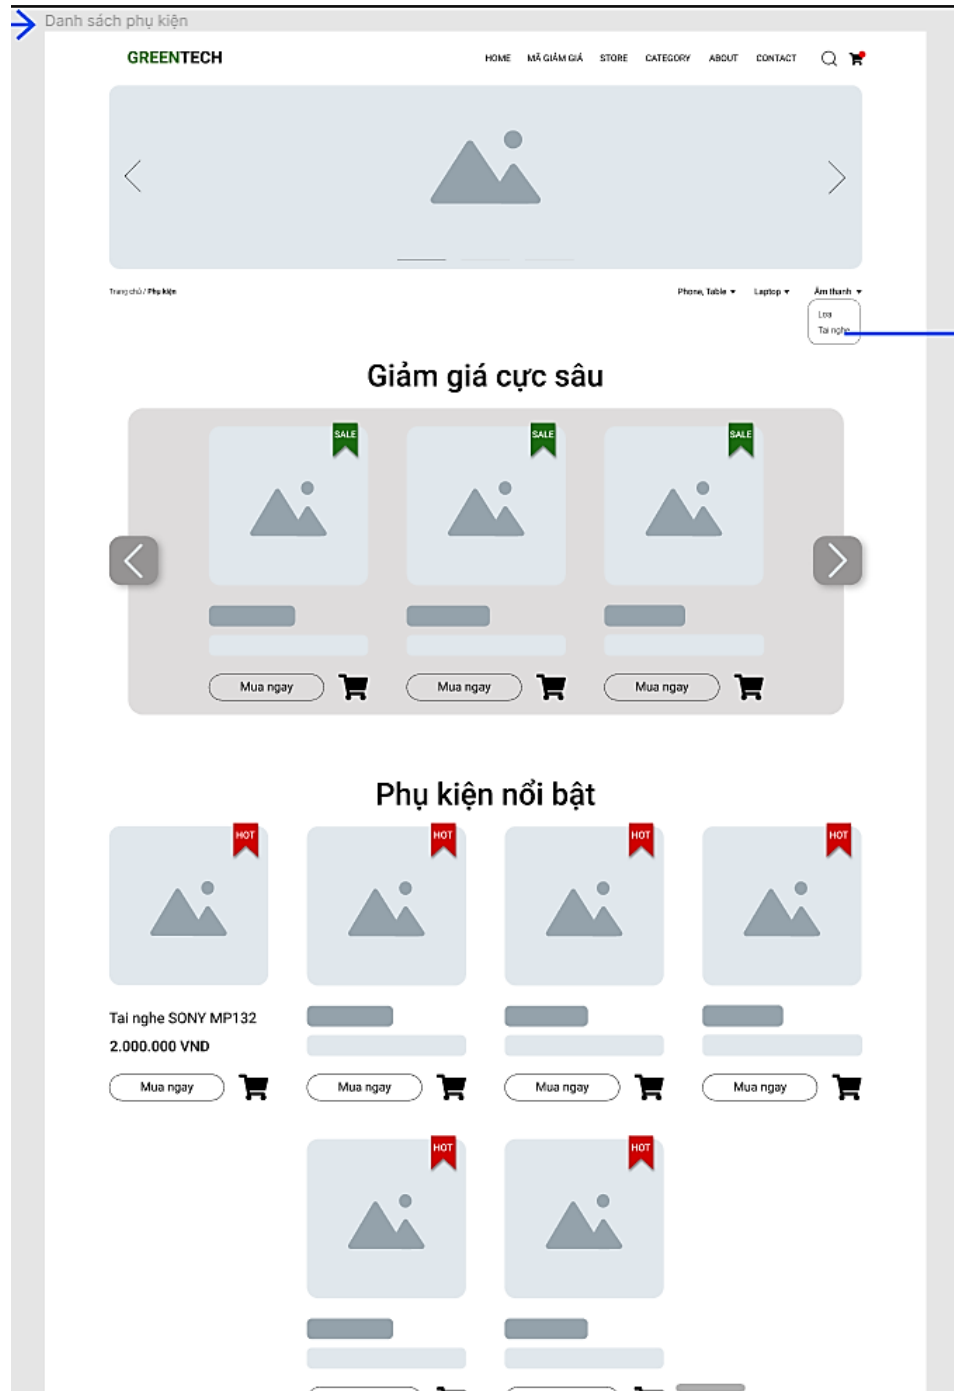 Danh sách phụ kiện
GREENTECH
HOME MÃ GIẢM GIÁ STORE CATEGORY ABOUT CONTACT
Trang chủ / Phụ kiện
Phone, Table Laptop Âm thanh
Loa
Tai nghe
Giảm giá cực sâu
SALE SALE SALE
Mua ngay Mua ngay Mua ngay
Phụ kiện nổi bật
HOT HOT HOT HOT
Tai nghe SONY MP132
2.000.000 VND
Mua ngay Mua ngay Mua ngay Mua ngay
HOT HOT